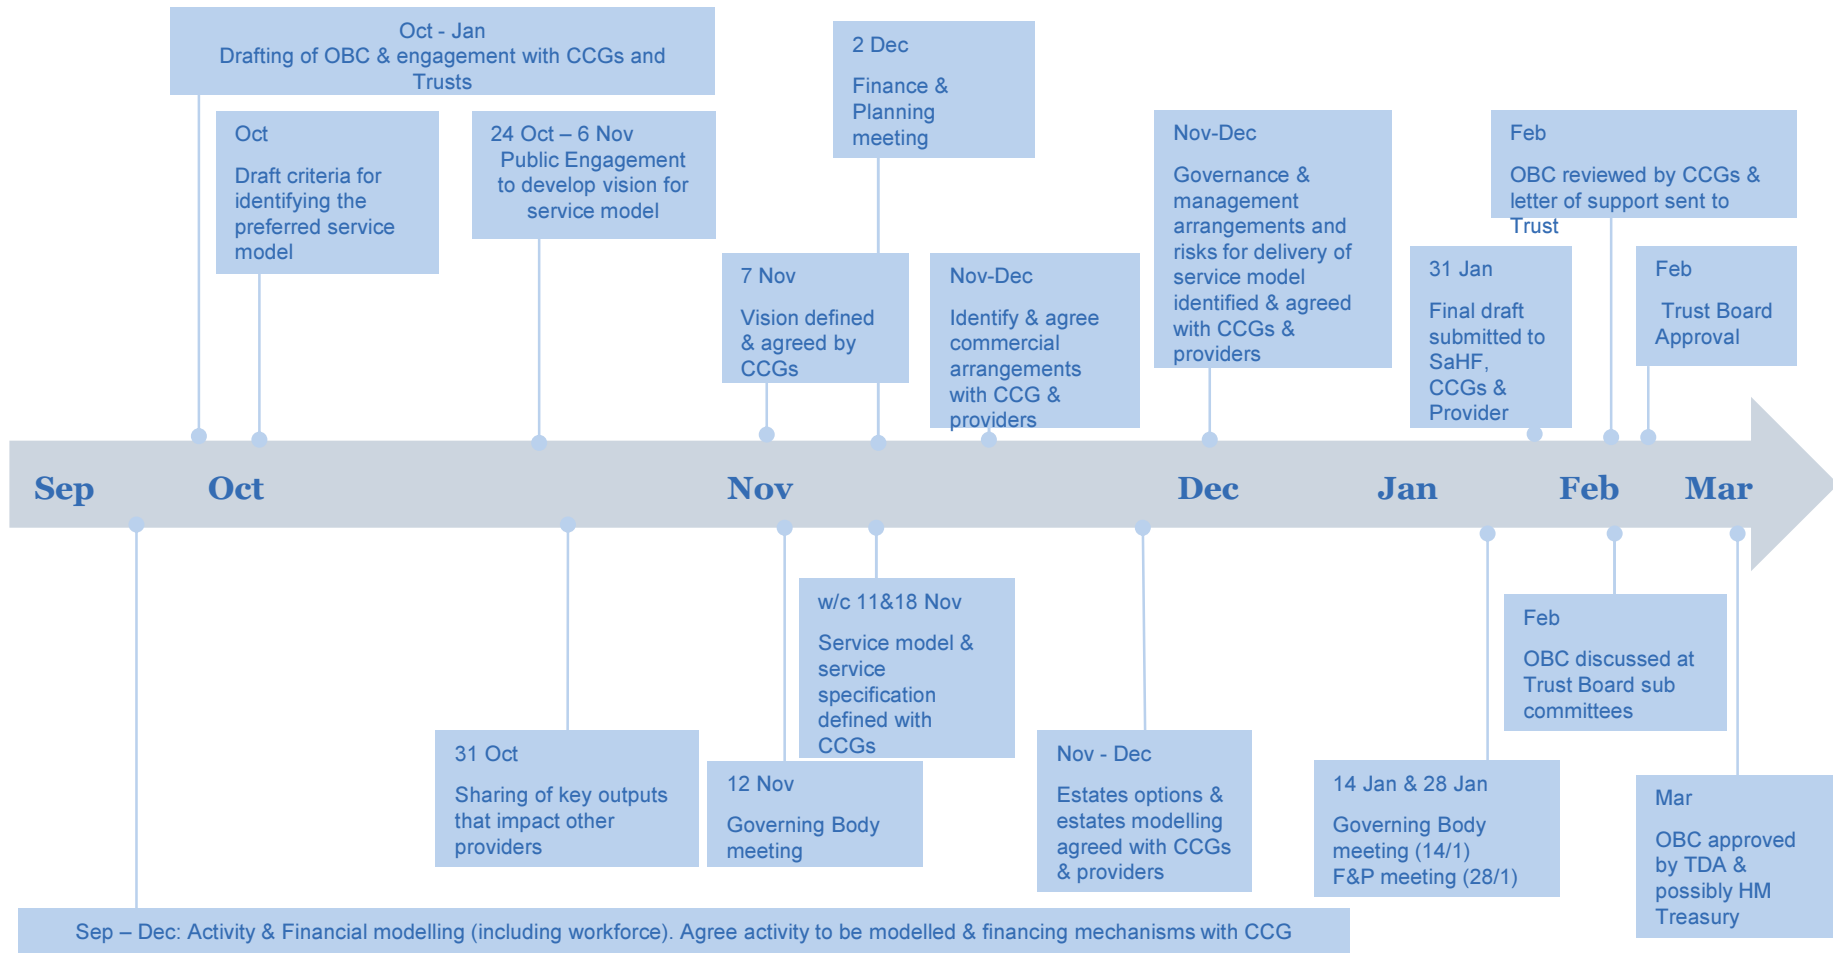 Oct - Jan
Drafting of OBC & engagement with CCGs and
Trusts
Oct
Draft criteria for
identifying the
preferred service
model
24 Oct – 6 Nov
Public Engagement
to develop vision for
service model
2 Dec
Finance &
Planning
meeting
7 Nov
Vision defined
& agreed by
CCGs
Nov-Dec
Identify & agree
commercial
arrangements
with CCG &
providers
Nov-Dec
Governance &
management
arrangements and
risks for delivery of
service model
identified & agreed
with CCGs &
providers
Feb
OBC reviewed by CCGs &
letter of support sent to
Trust
31 Jan
Final draft
submitted to
SaHF,
CCGs &
Provider
Feb
Trust Board
Approval
Sep Oct Nov Dec Jan Feb Mar
31 Oct
Sharing of key outputs
that impact other
providers
12 Nov
Governing Body
meeting
w/c 11&18 Nov
Service model &
service
specification
defined with
CCGs
Nov - Dec
Estates options &
estates modelling
agreed with CCGs
& providers
14 Jan & 28 Jan
Governing Body
meeting (14/1)
F&P meeting (28/1)
Feb
OBC discussed at
Trust Board sub
committees
Mar
OBC approved
by TDA &
possibly HM
Treasury
Sep – Dec: Activity & Financial modelling (including workforce). Agree activity to be modelled & financing mechanisms with CCG